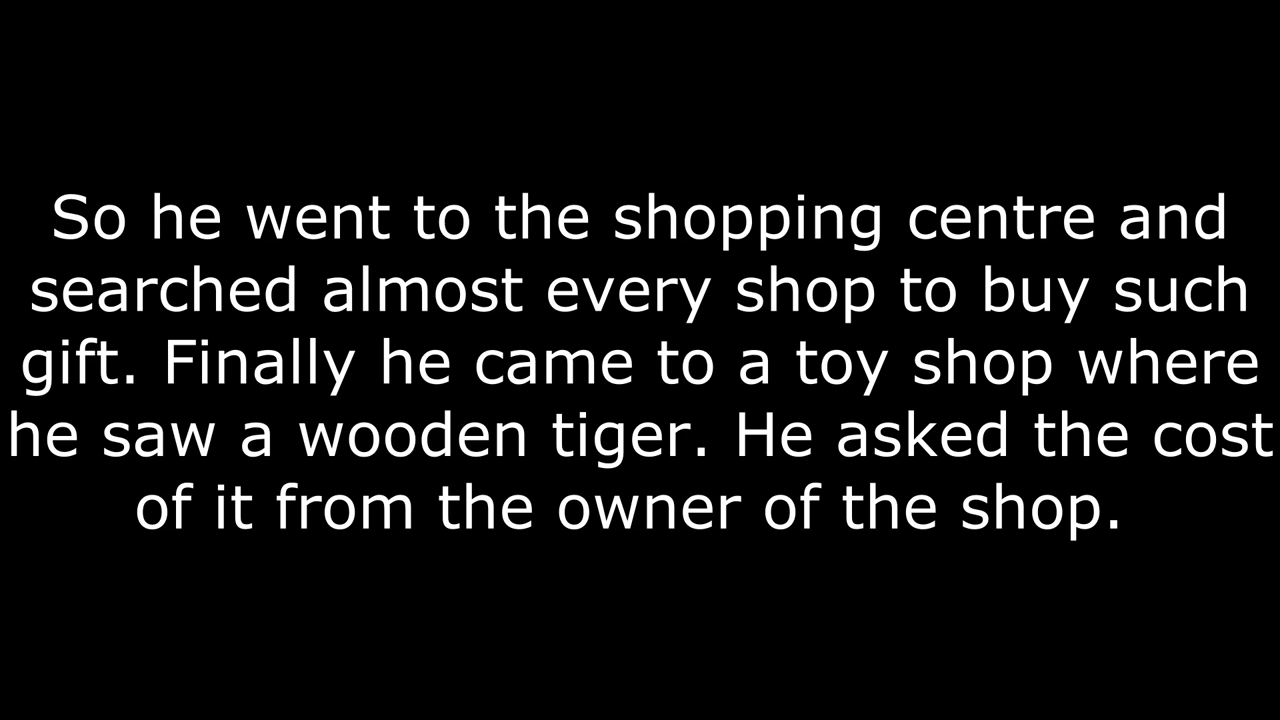 So he went to the shopping centre and
searched almost every shop to buy such
gift. Finally he came to a toy shop where
he saw a wooden tiger. He asked the cost
of it from the owner of the shop.